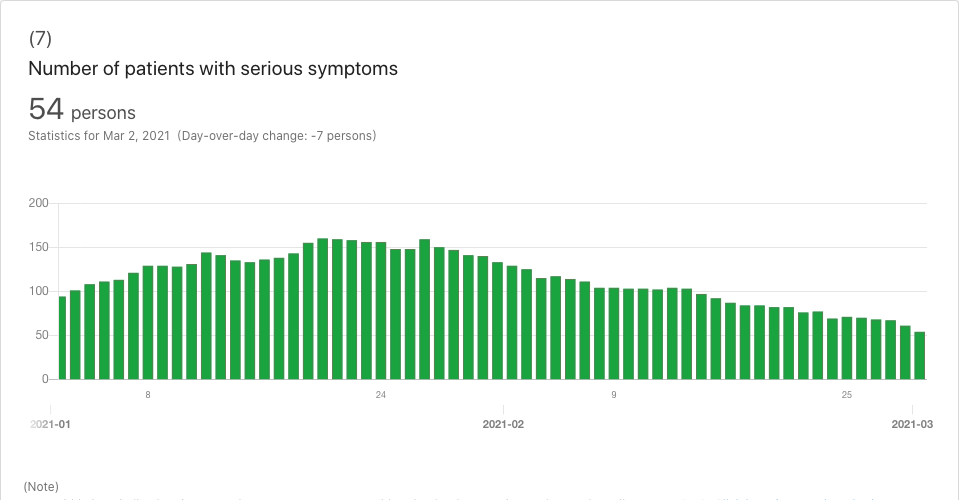 (7)
Number of patients with serious symptoms
54 persons
Statistics for Mar 2, 2021 (Day-over-day change: -7 persons)
200
150
100
50
0
8 24 9 25
2021-01 2021-02 2021-03
(Note)